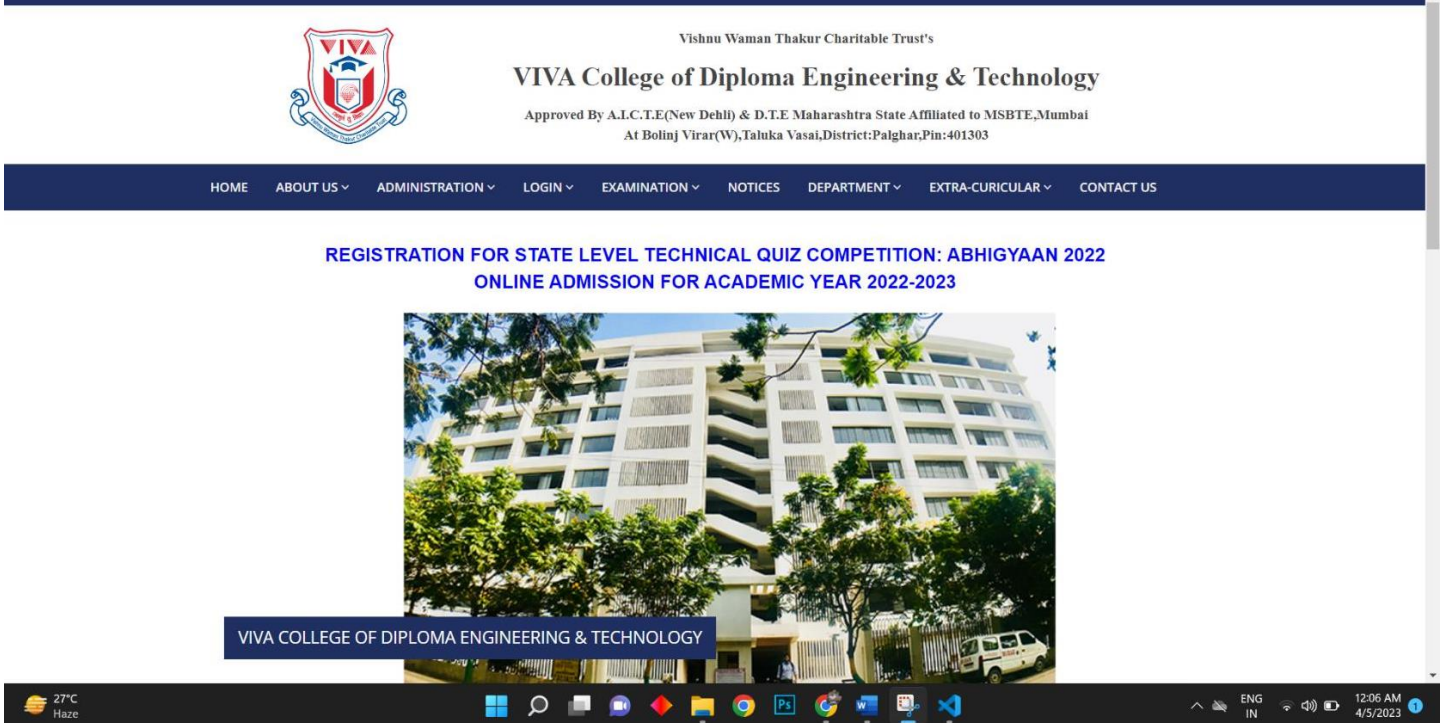 VIVA
Vishnu Waman Thakur Charitable Trust's
VIVA College of Diploma Engineering & Technology
Approved By A.I.C.T.E(New Dehli) & D.T.E Maharashtra State Affiliated to MSBTE,Mumbai
At Bolinj Virar(W),Taluka Vasai,District:Palghar,Pin:401303
HOME ABOUT US ADMINISTRATION LOGIN EXAMINATION NOTICES DEPARTMENT EXTRA-CURICULAR CONTACT US
REGISTRATION FOR STATE LEVEL TECHNICAL QUIZ COMPETITION: ABHIGYAAN 2022
ONLINE ADMISSION FOR ACADEMIC YEAR 2022-2023
VIVA COLLEGE OF DIPLOMA ENGINEERING & TECHNOLOGY
27°C
Haze
Ps
ENG
IN
12:06 AM
4/5/2023
1